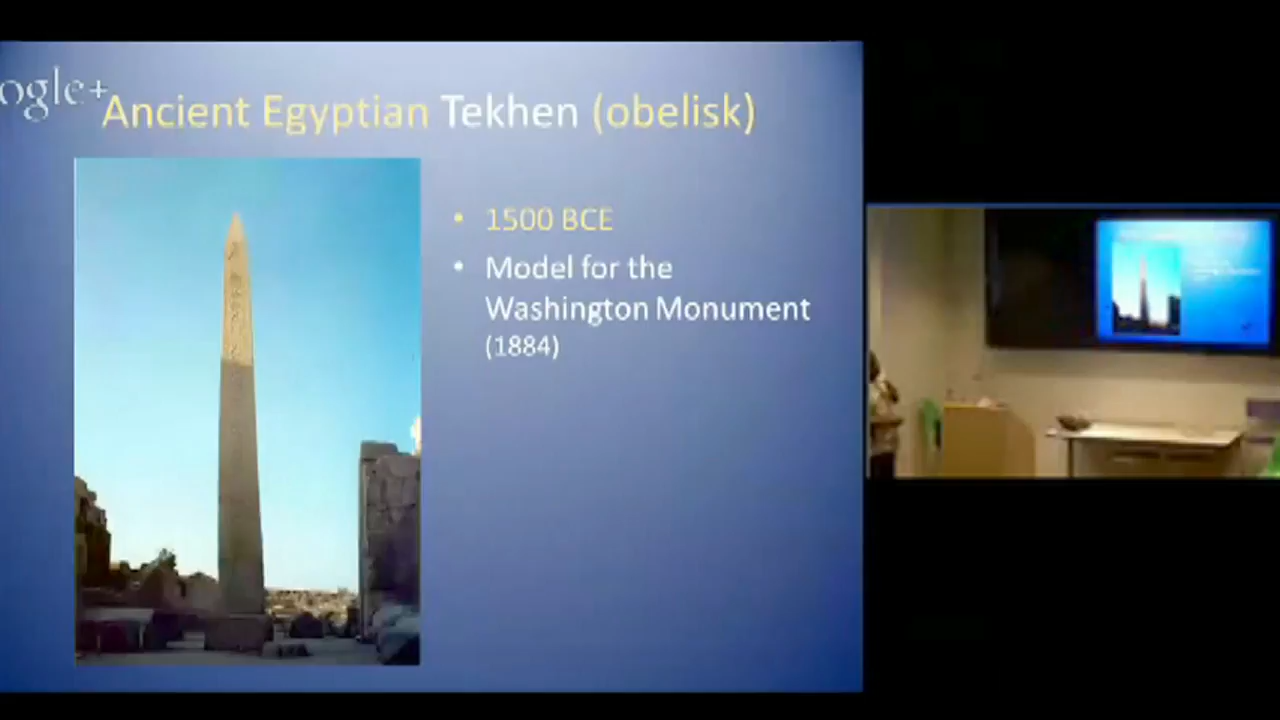 ogle+
Ancient Egyptian Tekhen (obelisk)
• 1500 BCE
• Model for the
Washington Monument
(1884)